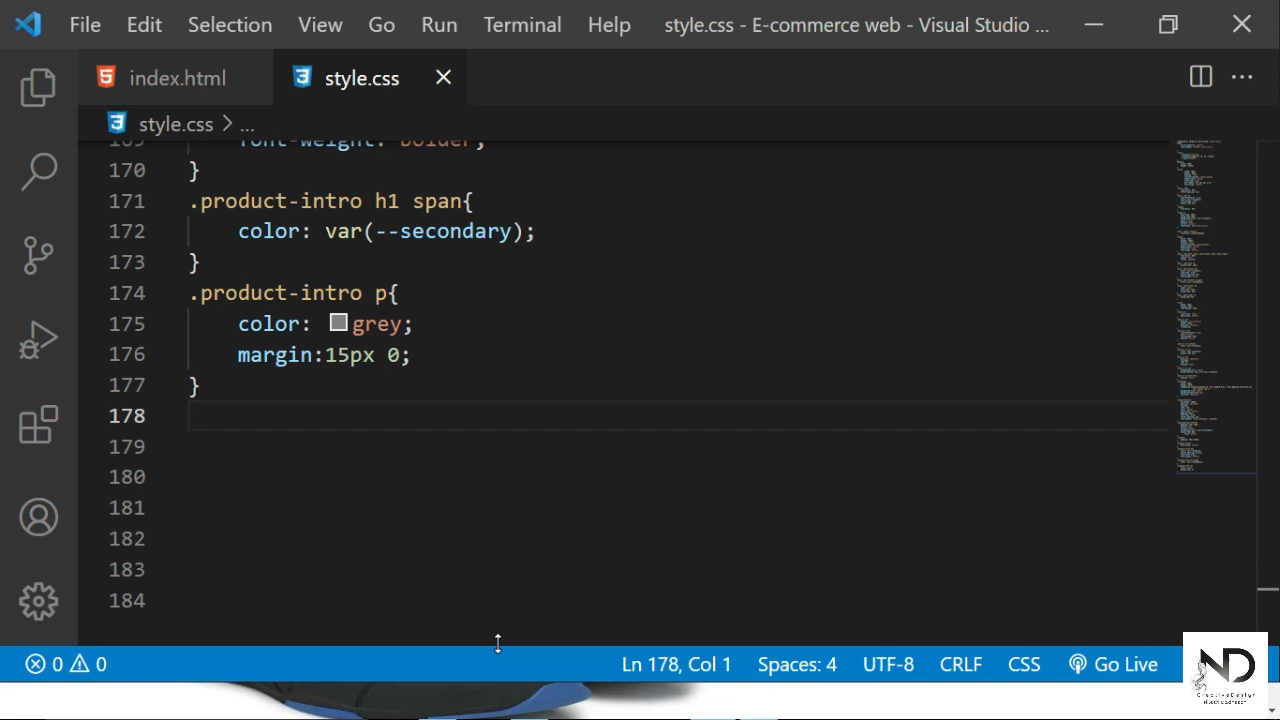 File Edit Selection View Go Run Terminal Help style.css - E-commerce web - Visual Studio ...
index.html style.css
style.css > ...
169 font-weight: bolder;
170 }
171 .product-intro h1 span{
172 color: var(--secondary);
173 }
174 .product-intro p{
175 color: grey;
176 margin:15px 0;
177 }
178
179
180
181
182
183
184
0 0 Ln 178, Col 1 Spaces: 4 UTF-8 CRLF CSS Go Live
ND
CreativeDesign